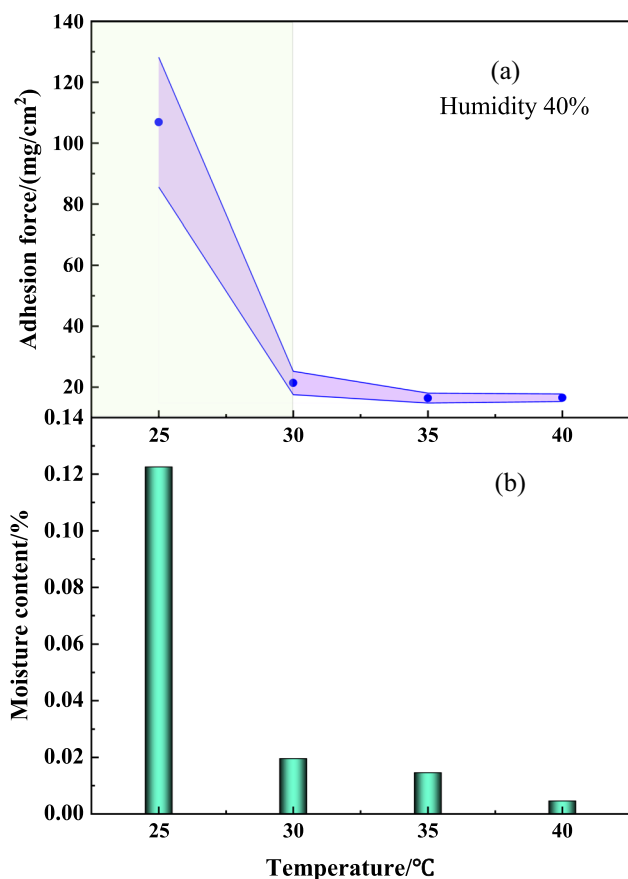 140
120
100
80
60
40
20
Adhesion force/(mg/cm²)
(a)
Humidity 40%
25 30 35 40
0.14
0.12
0.10
0.08
0.06
0.04
0.02
0.00
Moisture content/%
(b)
25 30 35 40
Temperature/℃